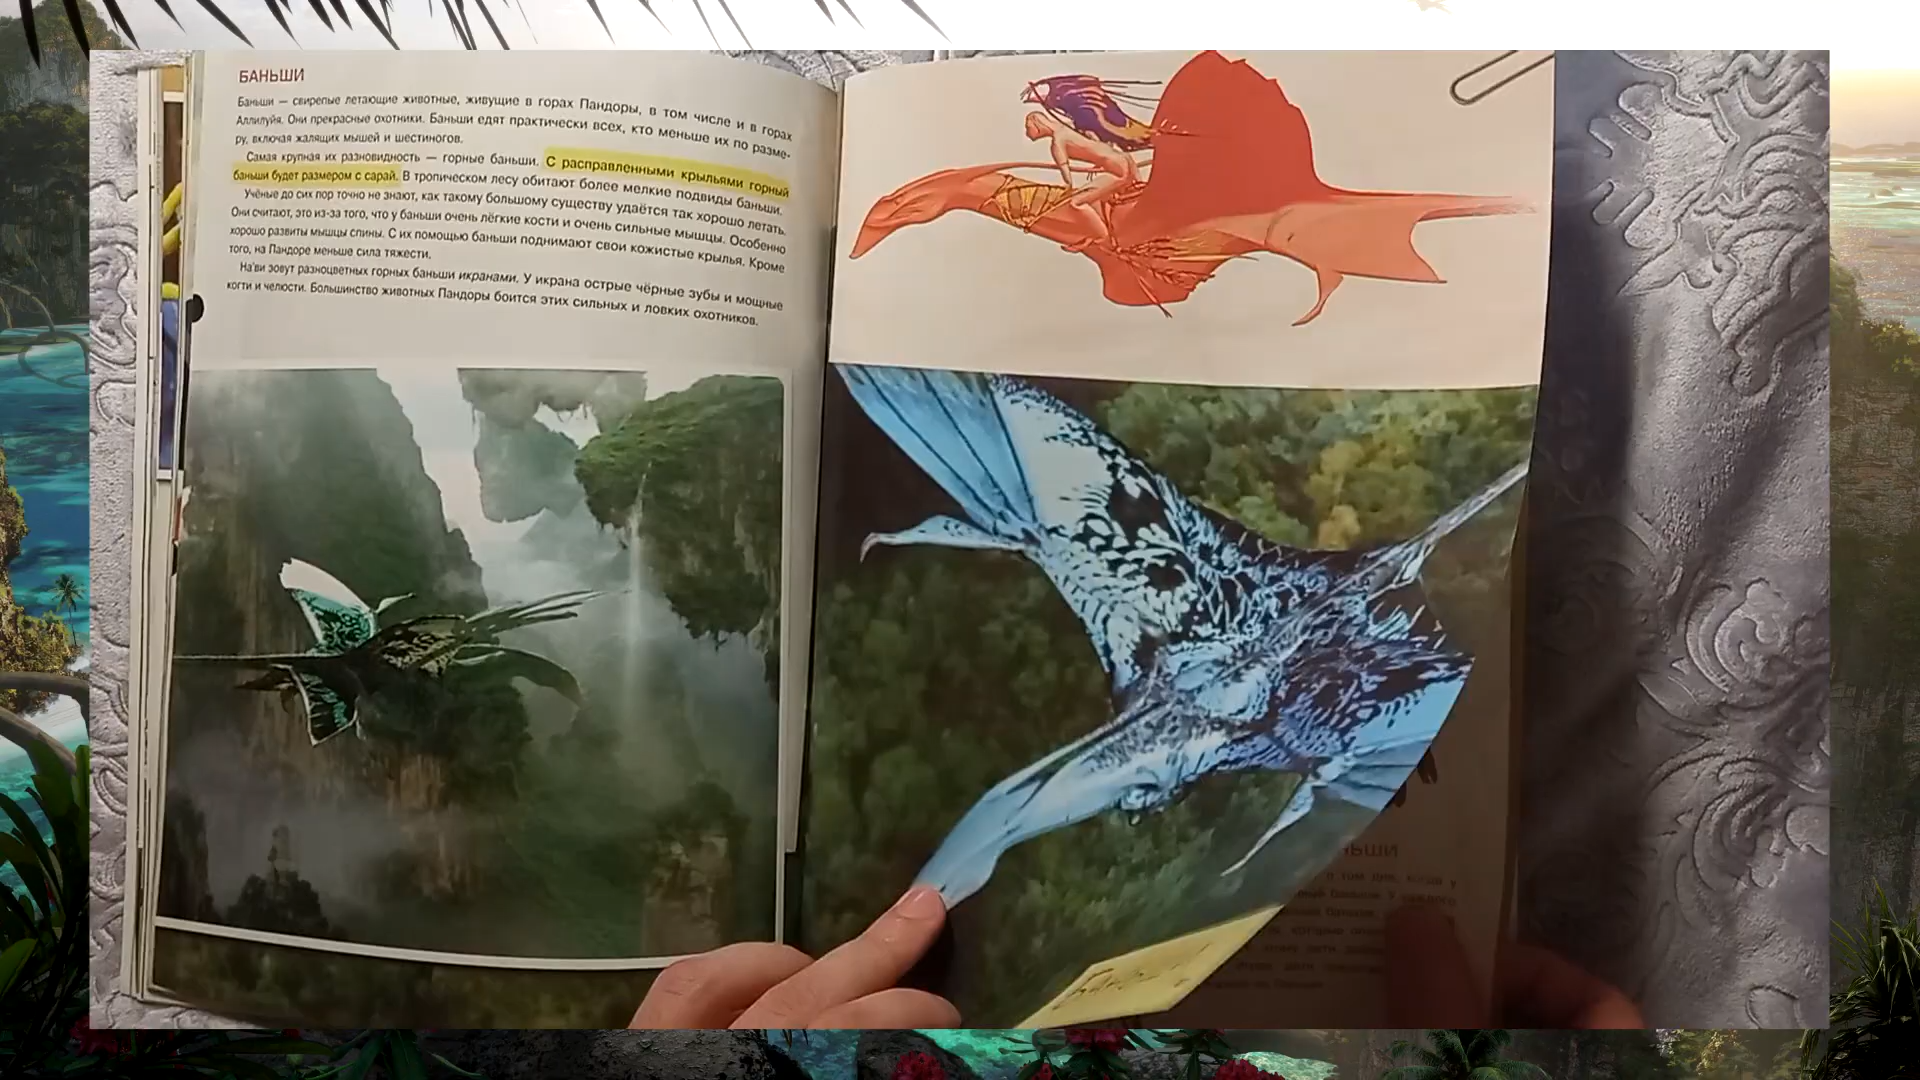 БАНЬШИ
Баньши — свирепые летающие животные, живущие в горах Пандоры, в том числе и в горах
Аллилуйя. Они прекрасные охотники. Баньши едят практически всех, кто меньше их по разме-
ру, включая жалящих мышей и шестиногов.
Самая крупная их разновидность — горные баньши. С расправленными крыльями горный
баньши будет размером с сарай. В тропическом лесу обитают более мелкие подвиды баньши.
Учёные до сих пор точно не знают, как такому большому существу удаётся так хорошо летать.
Они считают, это из-за того, что у баньши очень лёгкие кости и очень сильные мышцы. Особенно
хорошо развиты мышцы спины. С их помощью баньши поднимают свои кожистые крылья. Кроме
того, на Пандоре меньше сила тяжести.
На'ви зовут разноцветных горных баньши икранами. У икрана острые чёрные зубы и мощные
когти и челюсти. Большинство животных Пандоры боится этих сильных и ловких охотников.
о том дне, когда у